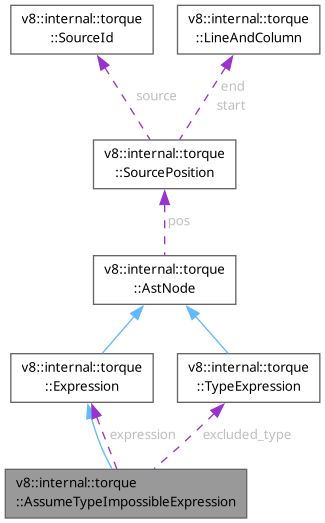 v8::internal::torque
::SourceId
v8::internal::torque
::LineAndColumn
source
end
start
v8::internal::torque
::SourcePosition
pos
v8::internal::torque
::AstNode
v8::internal::torque
::Expression
v8::internal::torque
::TypeExpression
expression
excluded_type
v8::internal::torque
::AssumeTypeImpossibleExpression